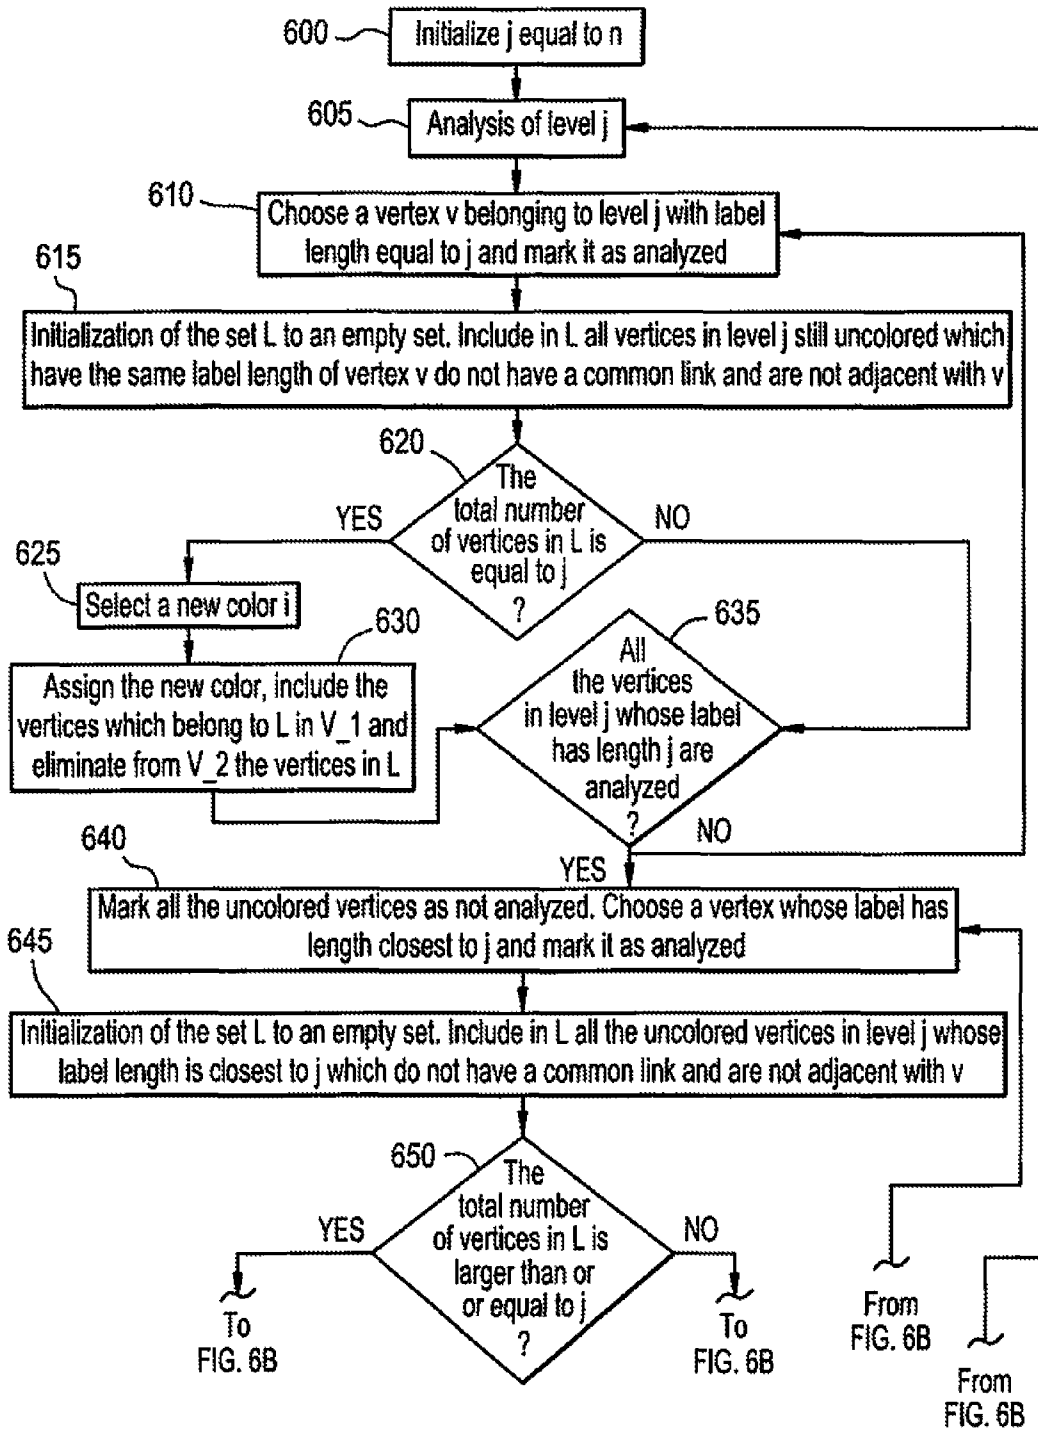 600
Initialize j equal to n
605
Analysis of level j
610
Choose a vertex v belonging to level j with label
length equal to j and mark it as analyzed
615
Initialization of the set L to an empty set. Include in L all vertices in level j still uncolored which
have the same label length of vertex v do not have a common link and are not adjacent with v
620
The
total number
of vertices in L is
equal to j
?
YES
NO
625
Select a new color i
630
Assign the new color, include the
vertices which belong to L in V_1 and
eliminate from V_2 the vertices in L
635
All
the vertices
in level j whose label
has length j are
analyzed
?
NO
YES
640
Mark all the uncolored vertices as not analyzed. Choose a vertex whose label has
length closest to j and mark it as analyzed
645
Initialization of the set L to an empty set. Include in L all the uncolored vertices in level j whose
label length is closest to j which do not have a common link and are not adjacent with v
650
The
total number
of vertices in L is
larger than or
or equal to j
?
YES
NO
To
FIG. 6B
To
FIG. 6B
From
FIG. 6B
From
FIG. 6B